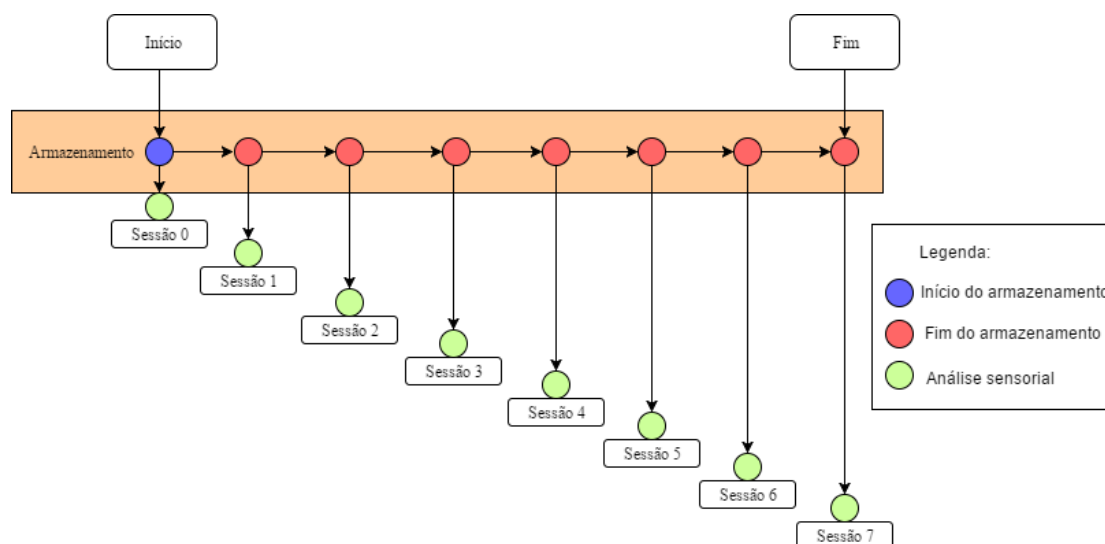 Início
Fim
Armazenamento
Sessão 0
Sessão 1
Sessão 2
Sessão 3
Sessão 4
Sessão 5
Sessão 6
Sessão 7
Legenda:
Início do armazenamento
Fim do armazenamento
Análise sensorial